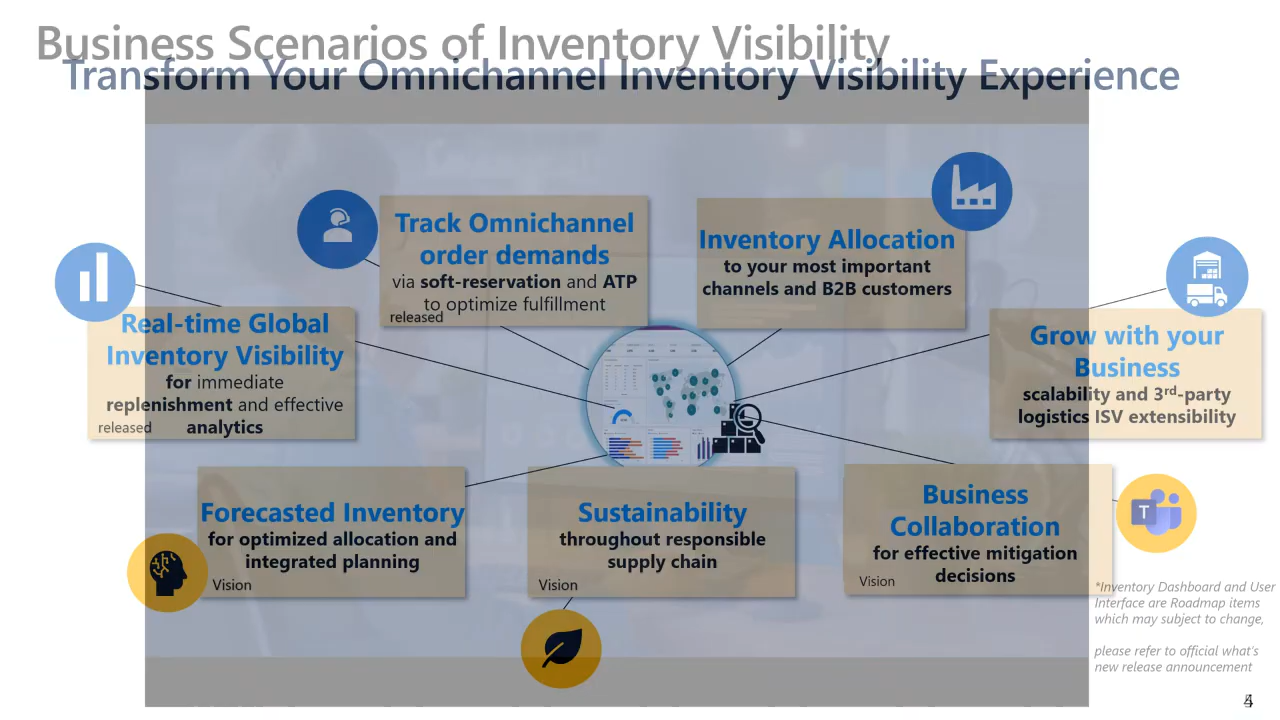 Business Scenarios of Inventory Visibility
Transform Your Omnichannel Inventory Visibility Experience
Track Omnichannel
order demands
via soft-reservation and ATP
to optimize fulfillment
released
Inventory Allocation
to your most important
channels and B2B customers
Real-time Global
Inventory Visibility
for immediate
replenishment and effective
analytics
released
Grow with your
Business
scalability and 3rd-party
logistics ISV extensibility
Forecasted Inventory
for optimized allocation and
integrated planning
Vision
Sustainability
throughout responsible
supply chain
Vision
Business
Collaboration
for effective mitigation
decisions
Vision
T
*Inventory Dashboard and User
Interface are Roadmap items
which may subject to change,
please refer to official what's
new release announcement